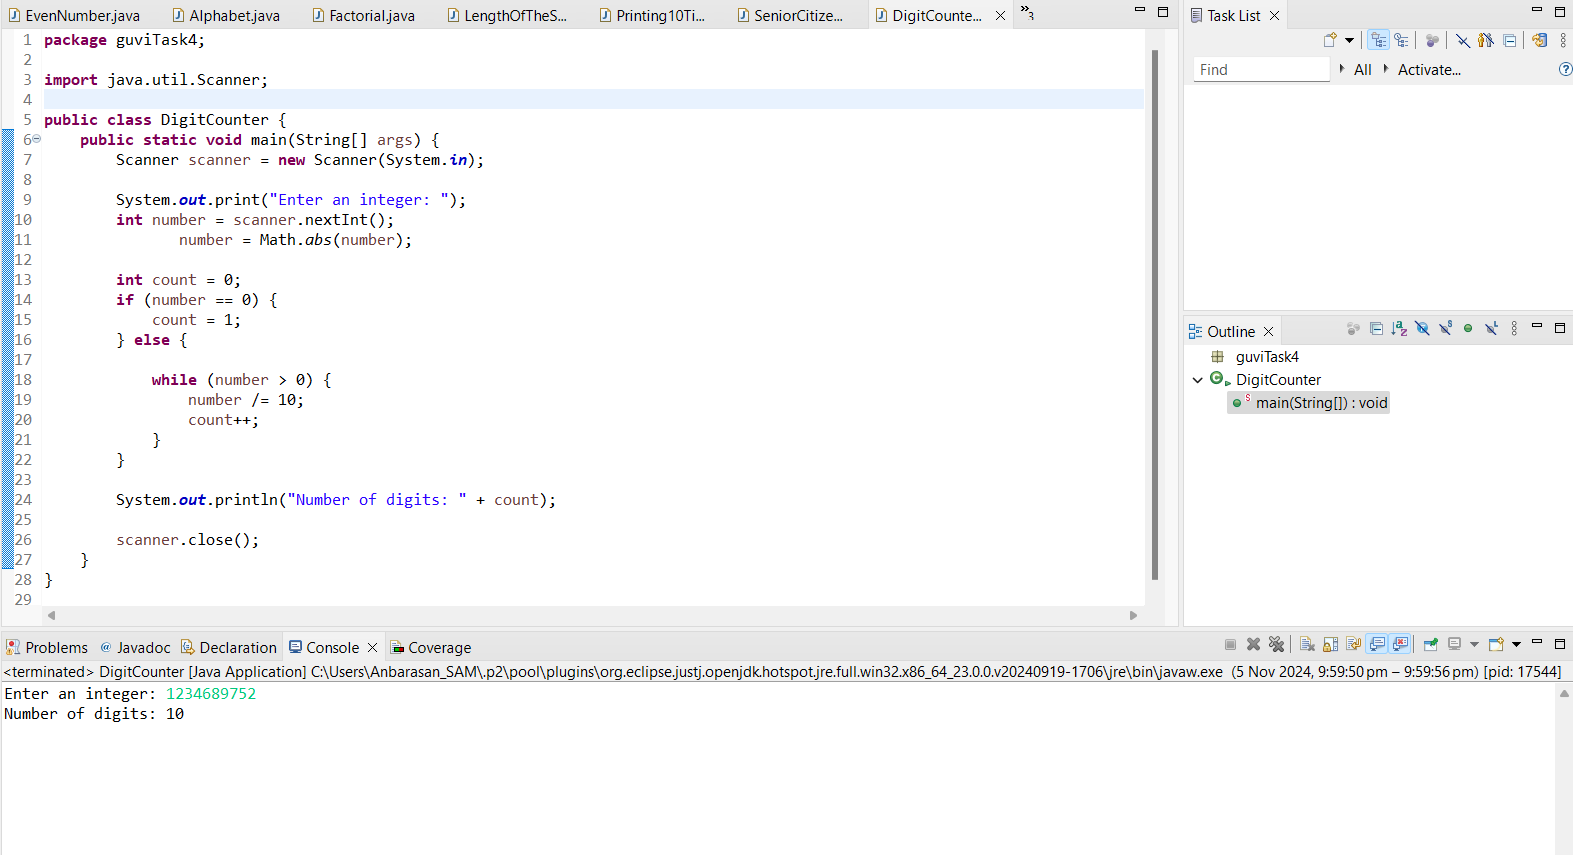 EvenNumber.java Alphabet.java Factorial.java LengthOfTheS... Printing10Ti... SeniorCitize... DigitCounte... »3
1 package guviTask4;
2
3 import java.util.Scanner;
4
5 public class DigitCounter {
6 public static void main(String[] args) {
7 Scanner scanner = new Scanner(System.in);
8
9 System.out.print("Enter an integer: ");
10 int number = scanner.nextInt();
11 number = Math.abs(number);
12
13 int count = 0;
14 if (number == 0) {
15 count = 1;
16 } else {
17
18 while (number > 0) {
19 number /= 10;
20 count++;
21 }
22 }
23
24 System.out.println("Number of digits: " + count);
25
26 scanner.close();
27 }
28 }
29
Task List
Find All Activate...
Outline
guviTask4
DigitCounter
main(String[]) : void
Problems @ Javadoc Declaration Console Coverage
<terminated> DigitCounter [Java Application] C:\Users\Anbarasan_SAM\.p2\pool\plugins\org.eclipse.justj.openjdk.hotspot.jre.full.win32.x86_64_23.0.0.v20240919-1706\jre\bin\javaw.exe (5 Nov 2024, 9:59:50 pm – 9:59:56 pm) [pid: 17544]
Enter an integer: 1234689752
Number of digits: 10